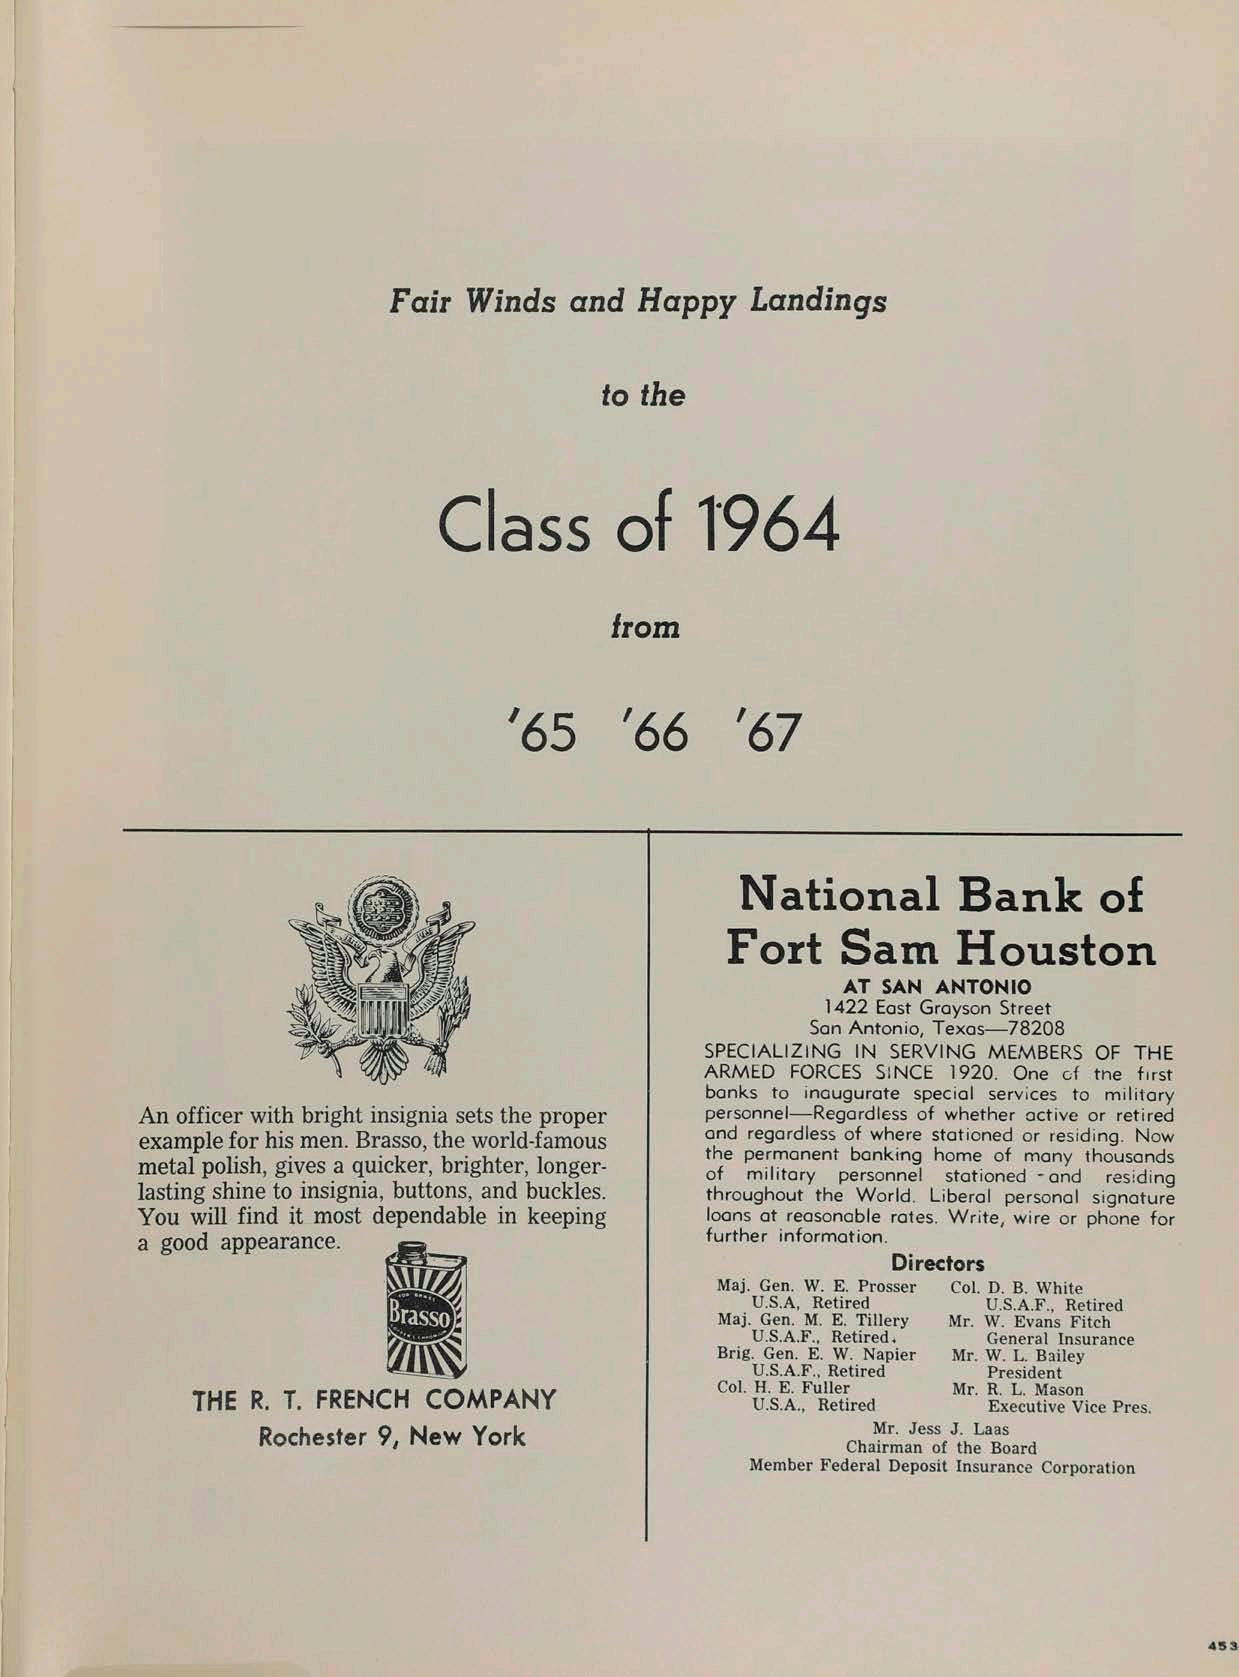 Fair Winds and Happy Landings
to the
Class of 1964
from
'65 '66 '67
An officer with bright insignia sets the proper
example for his men. Brasso, the world-famous
metal polish, gives a quicker, brighter, longer-
lasting shine to insignia, buttons, and buckles.
You will find it most dependable in keeping
a good appearance.
Brasso
THE R. T. FRENCH COMPANY
Rochester 9, New York
National Bank of
Fort Sam Houston
AT SAN ANTONIO
1422 East Grayson Street
San Antonio, Texas—78208
SPECIALIZING IN SERVING MEMBERS OF THE
ARMED FORCES SINCE 1920. One of the first
banks to inaugurate special services to military
personnel—Regardless of whether active or retired
and regardless of where stationed or residing. Now
the permanent banking home of many thousands
of military personnel stationed - and residing
throughout the World. Liberal personal signature
loans at reasonable rates. Write, wire or phone for
further information.
Directors
Maj. Gen. W. E. Prosser
U.S.A, Retired
Maj. Gen. M. E. Tillery
U.S.A.F., Retired.
Brig. Gen. E. W. Napier
U.S.A.F., Retired
Col. H. E. Fuller
U.S.A., Retired
Col. D. B. White
U.S.A.F., Retired
Mr. W. Evans Fitch
General Insurance
Mr. W. L. Bailey
President
Mr. R. L. Mason
Executive Vice Pres.
Mr. Jess J. Laas
Chairman of the Board
Member Federal Deposit Insurance Corporation
453